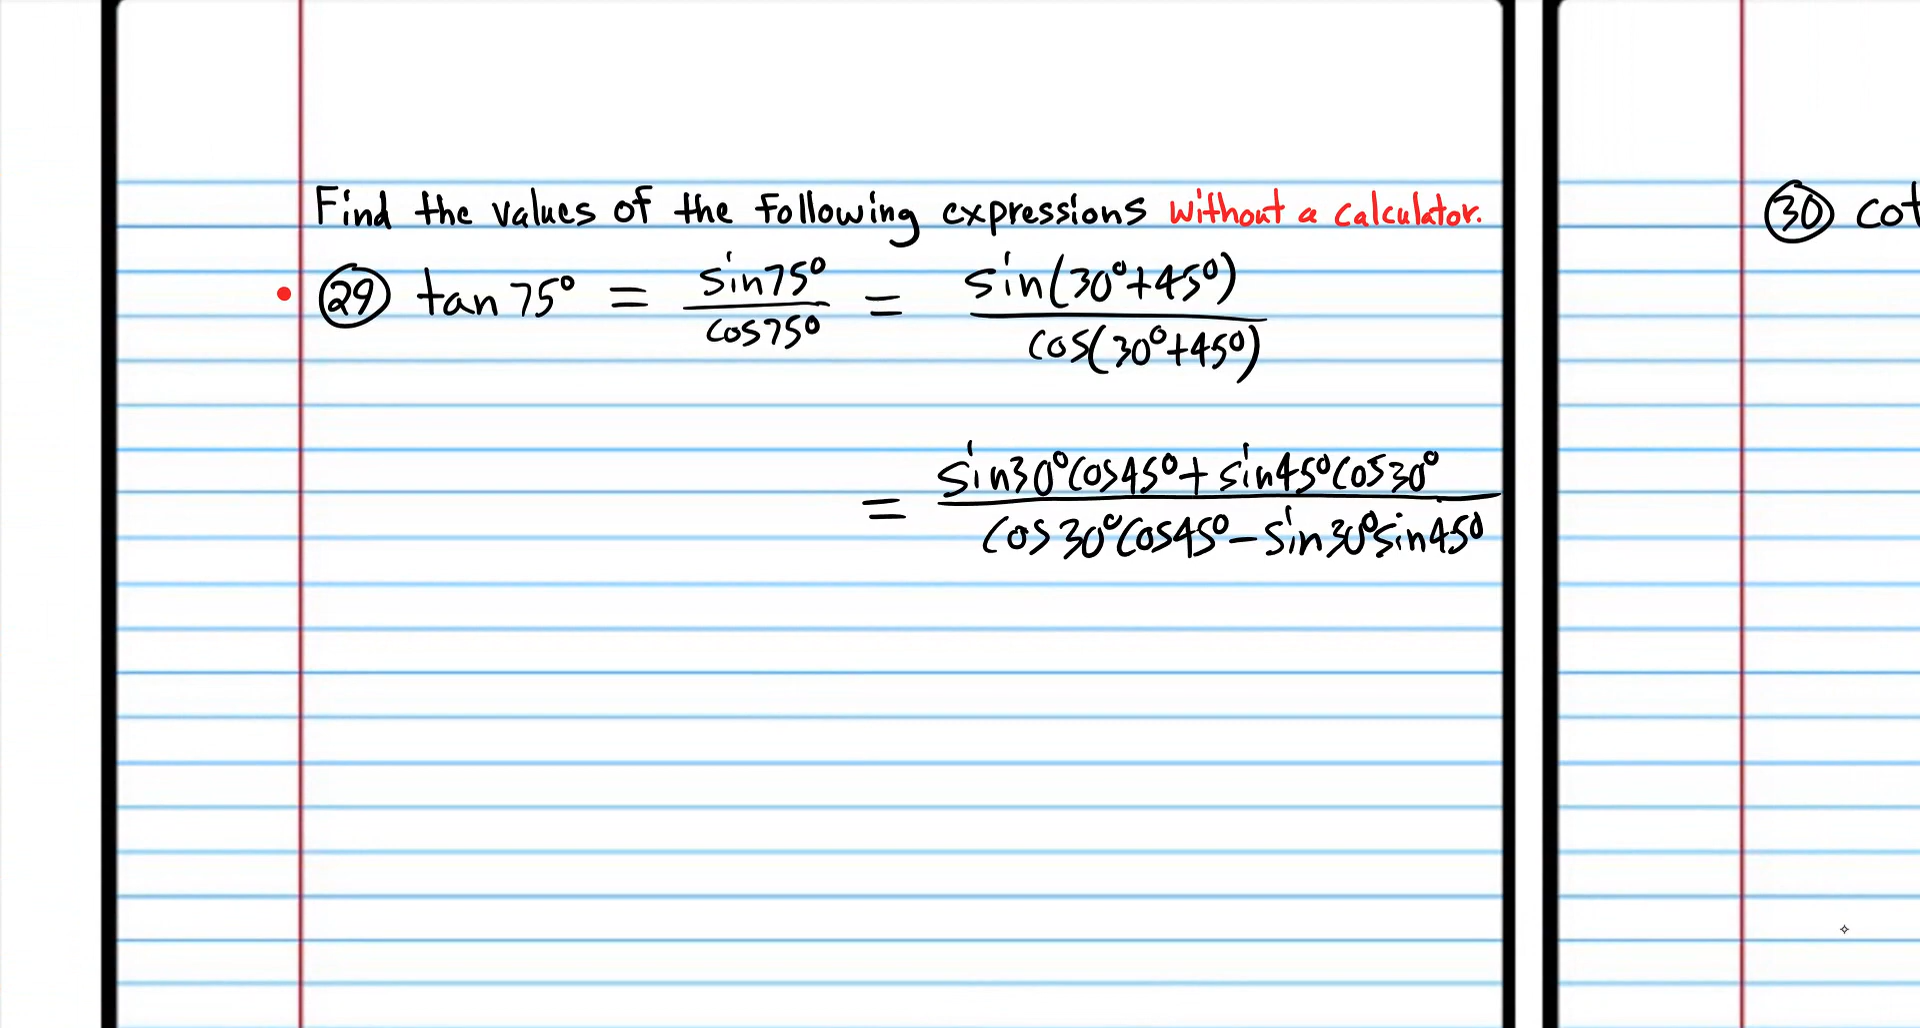 Find the values of the following expressions without a calculator.
㉙ tan 75° = sin75° / cos75° = sin(30°+45°) / cos(30°+45°)
= sin30°cos45° + sin45°cos30° / cos30°cos45° − sin30°sin45°
㉚ cot